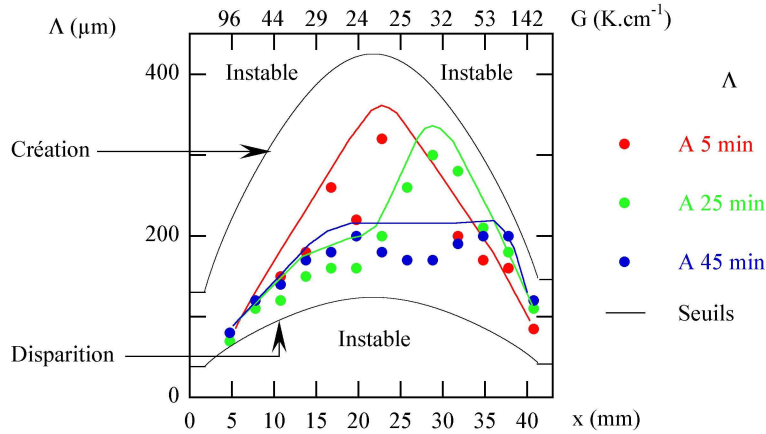 Λ (µm)
96 44 29 24 25 32 53 142
G (K.cm⁻¹)
400
Instable
Instable
Λ
Création
A 5 min
200
A 25 min
A 45 min
Seuils
Disparition
Instable
0
0 5 10 15 20 25 30 35 40
x (mm)